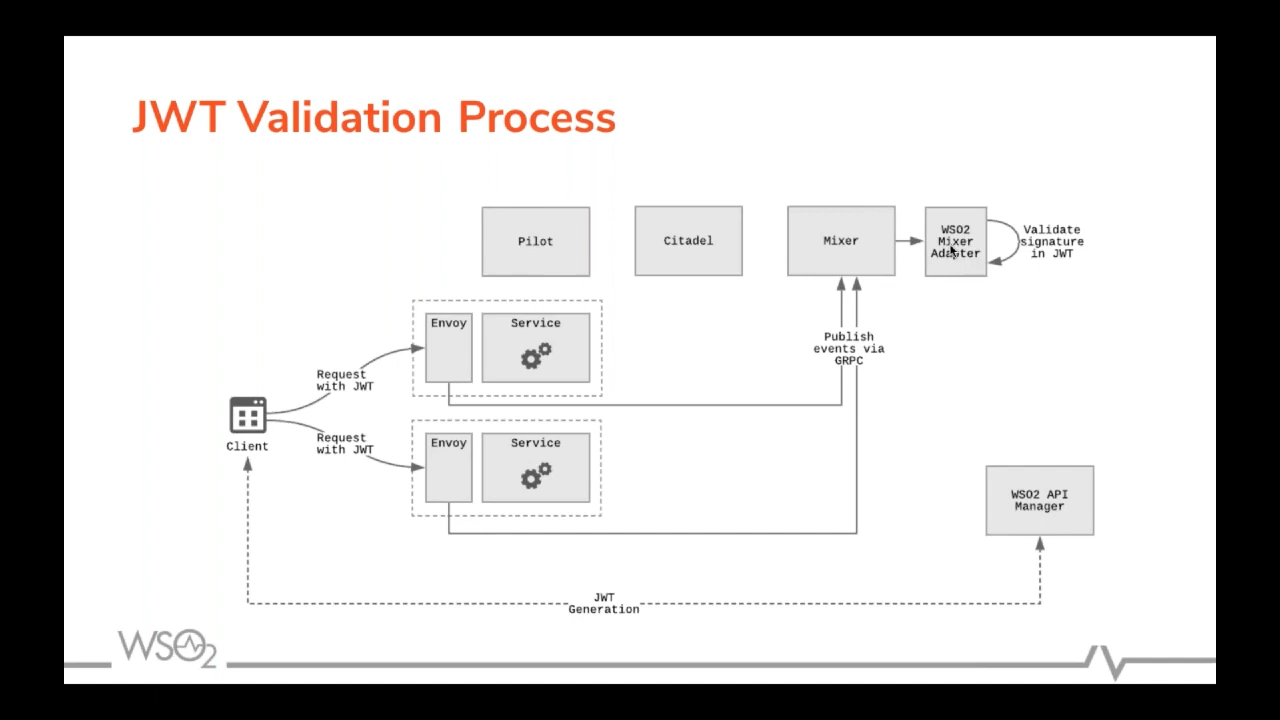 JWT Validation Process
Pilot
Citadel
Mixer
WSO2
Mixer
Adapter
Validate
signature
in JWT
Envoy
Service
Publish
events via
GRPC
Request
with JWT
Client
Request
with JWT
Envoy
Service
WSO2 API
Manager
JWT
Generation
WSO2